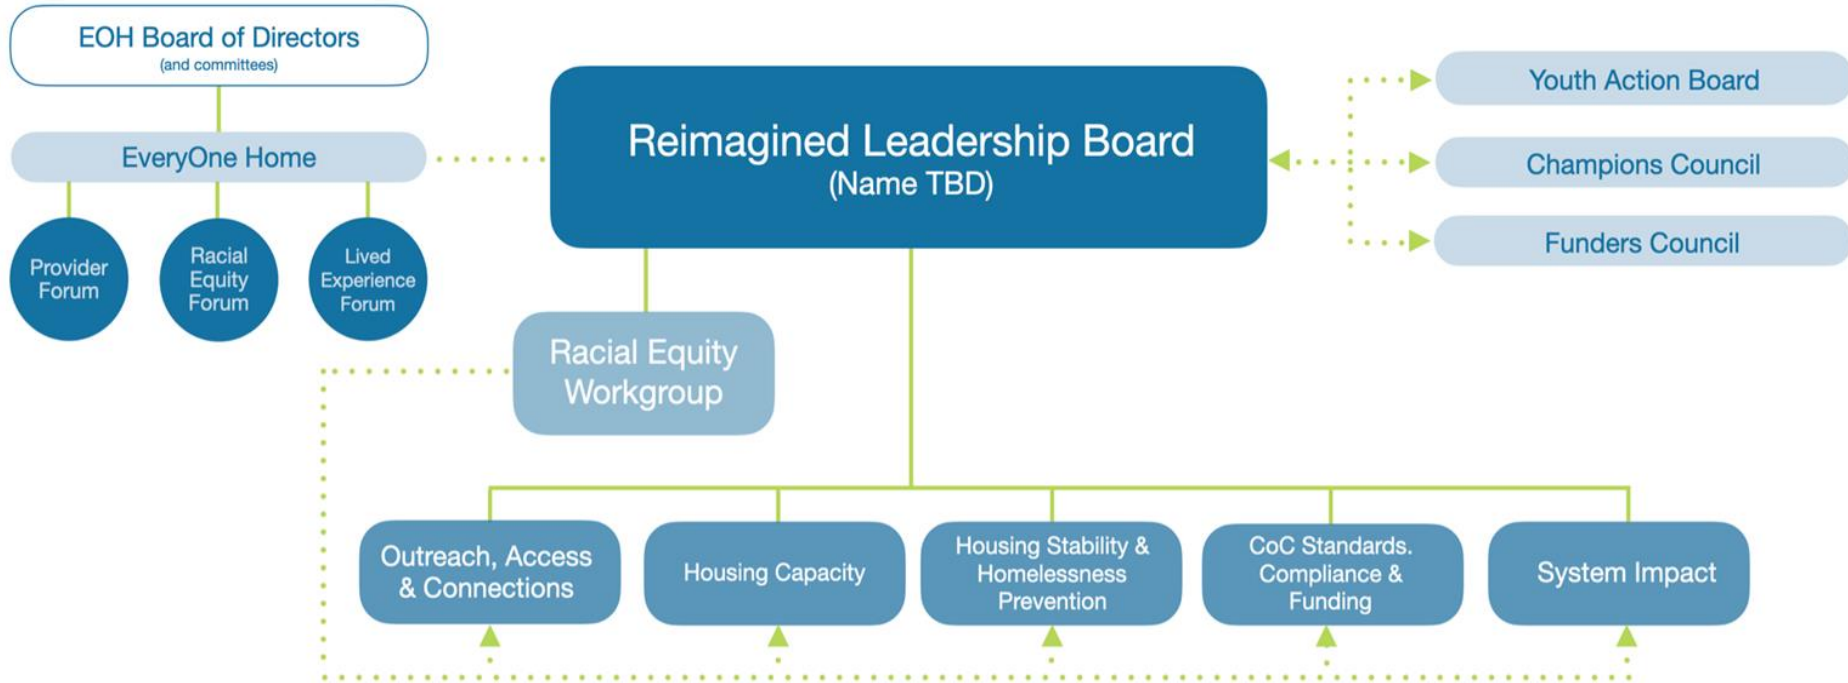 EOH Board of Directors
(and committees)
EveryOne Home
Provider
Forum
Racial
Equity
Forum
Lived
Experience
Forum
Reimagined Leadership Board
(Name TBD)
Youth Action Board
Champions Council
Funders Council
Racial Equity
Workgroup
Outreach, Access
& Connections
Housing Capacity
Housing Stability &
Homelessness
Prevention
CoC Standards.
Compliance &
Funding
System Impact